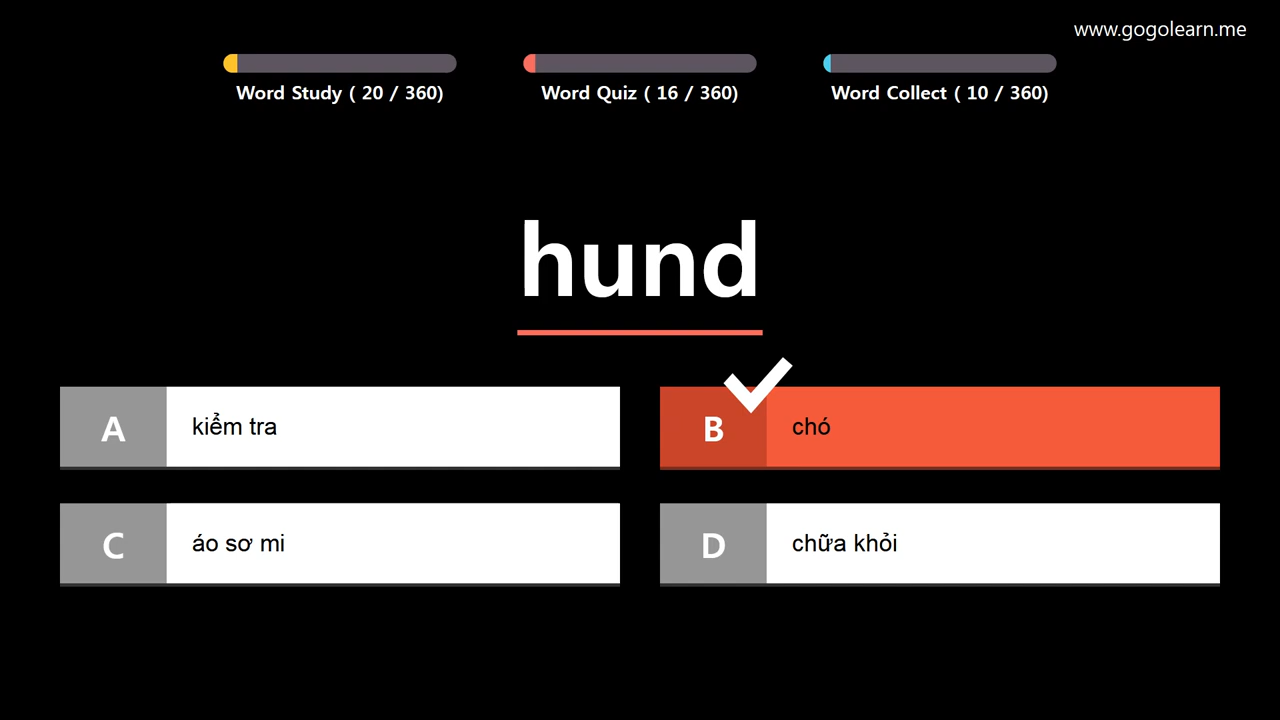 www.gogolearn.me
Word Study ( 20 / 360)
Word Quiz ( 16 / 360)
Word Collect ( 10 / 360)
hund
A kiểm tra
B chó
C áo sơ mi
D chữa khỏi